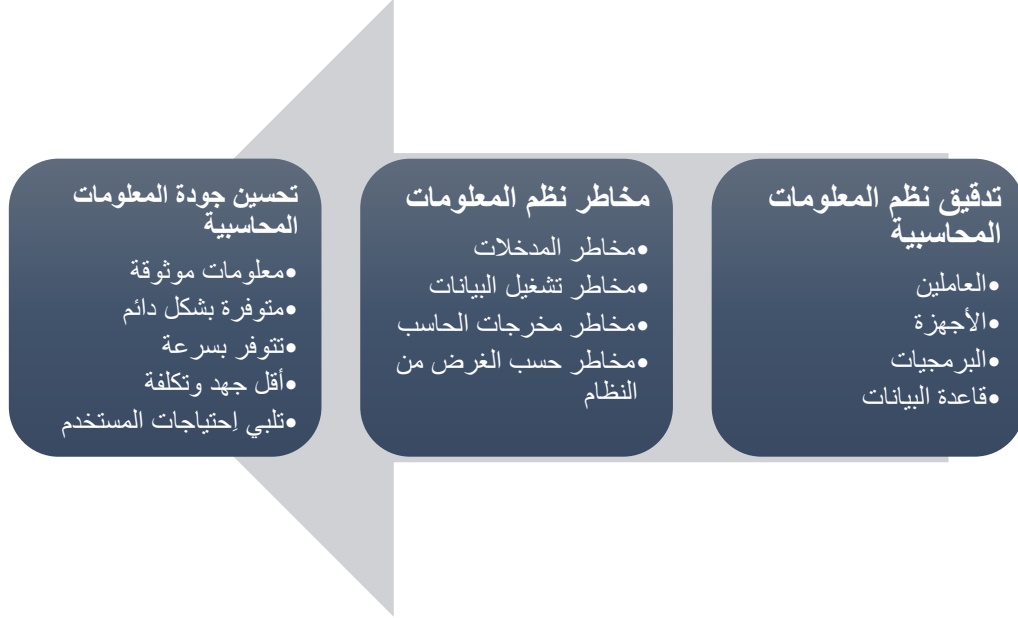 تدقيق نظم المعلومات
المحاسبية
•العاملين
•الأجهزة
•البرمجيات
•قاعدة البيانات
مخاطر نظم المعلومات
•مخاطر المدخلات
•مخاطر تشغيل البيانات
•مخاطر مخرجات الحاسب
•مخاطر حسب الغرض من
النظام
تحسين جودة المعلومات
المحاسبية
•معلومات موثوقة
•متوفرة بشكل دائم
•تتوفر بسرعة
•أقل جهد وتكلفة
•تلبي اِحتياجات المستخدم